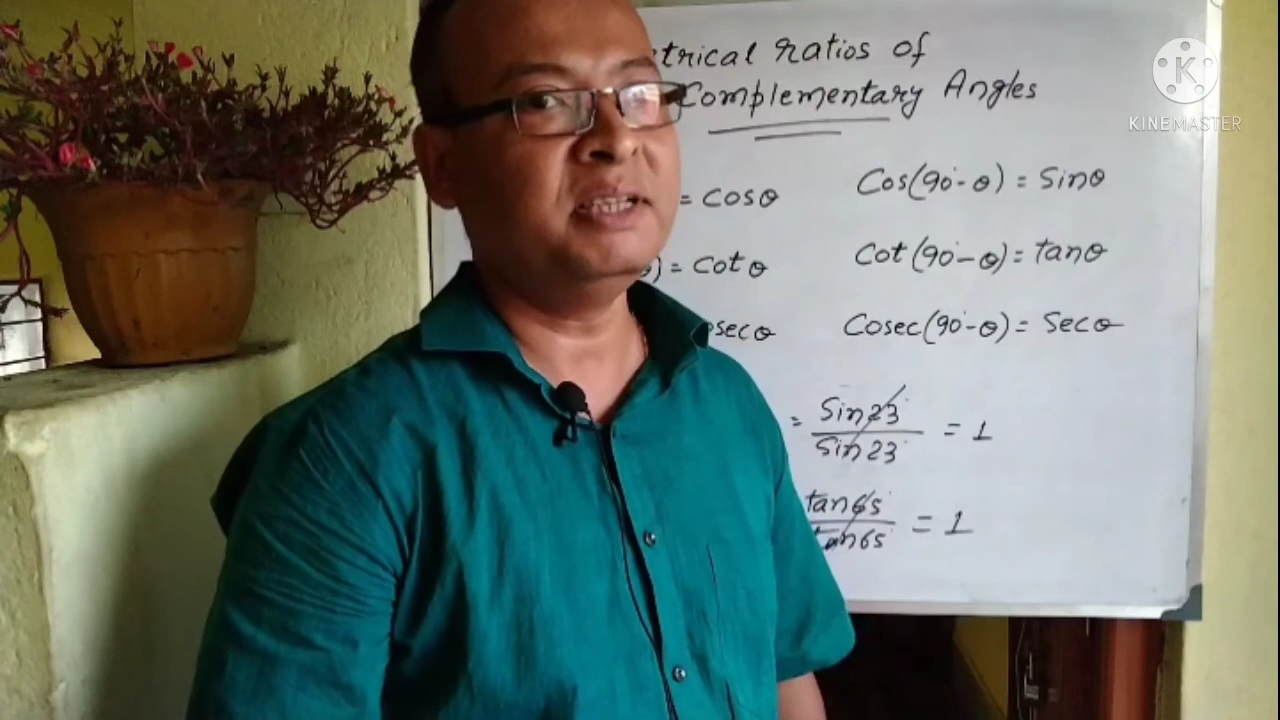 trical ratios of
Complementary Angles
= cosθ
Cos(90°-θ) = Sinθ
θ) = cotθ
Cot(90°-θ) = tanθ
osecθ
Cosec(90°-θ) = Secθ
= Sin23° / Sin23° = 1
tan65° / tan65° = 1
K
KINEMASTER